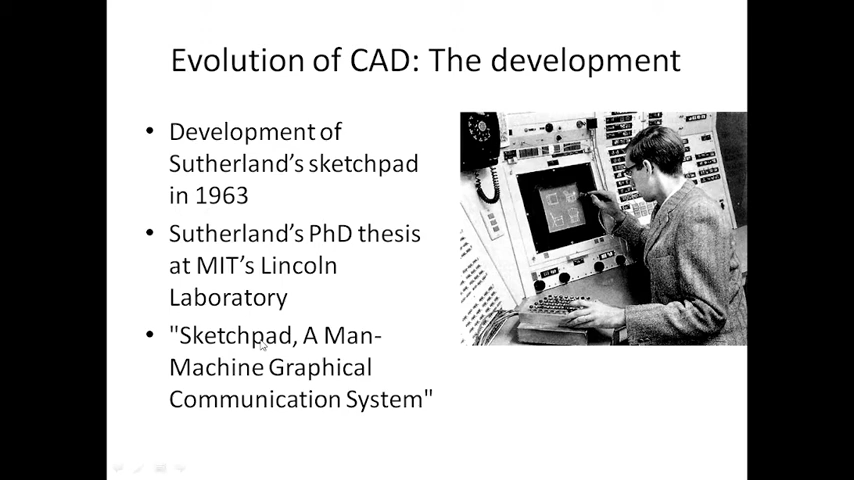 Evolution of CAD: The development
• Development of
Sutherland's sketchpad
in 1963
• Sutherland's PhD thesis
at MIT's Lincoln
Laboratory
• "Sketchpad, A Man-
Machine Graphical
Communication System"